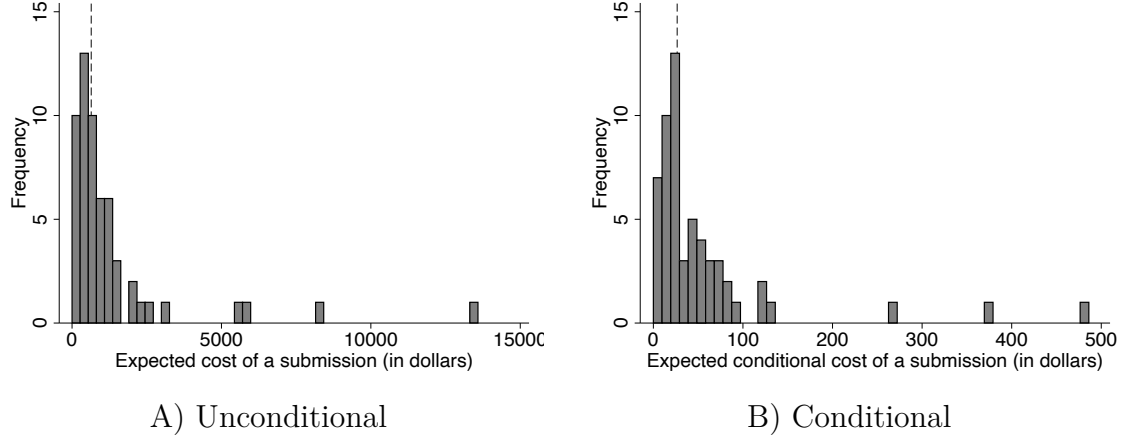 15
10
5
0
Frequency
0 5000 10000 15000
Expected cost of a submission (in dollars)
A) Unconditional
15
10
5
0
Frequency
0 100 200 300 400 500
Expected conditional cost of a submission (in dollars)
B) Conditional